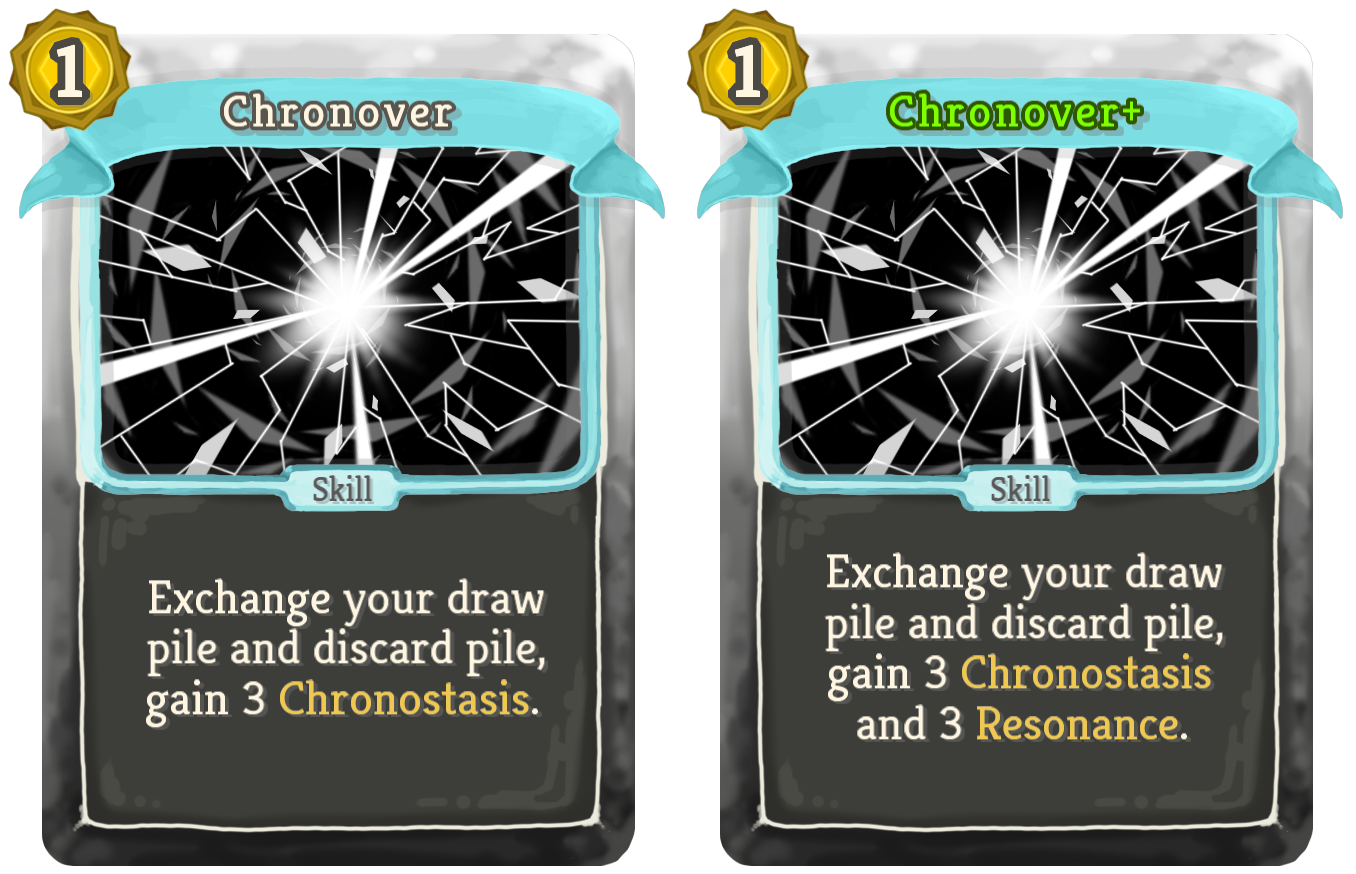 1
Chronover
Skill
Exchange your draw
pile and discard pile,
gain 3 Chronostasis.
1
Chronover+
Skill
Exchange your draw
pile and discard pile,
gain 3 Chronostasis
and 3 Resonance.